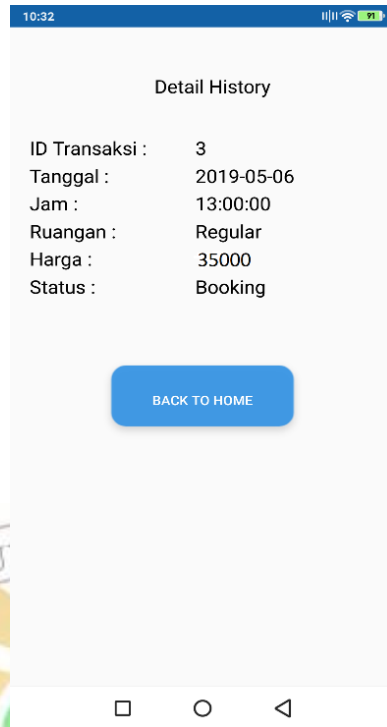 10:32
91
Detail History
ID Transaksi : 3
Tanggal : 2019-05-06
Jam : 13:00:00
Ruangan : Regular
Harga : 35000
Status : Booking
BACK TO HOME